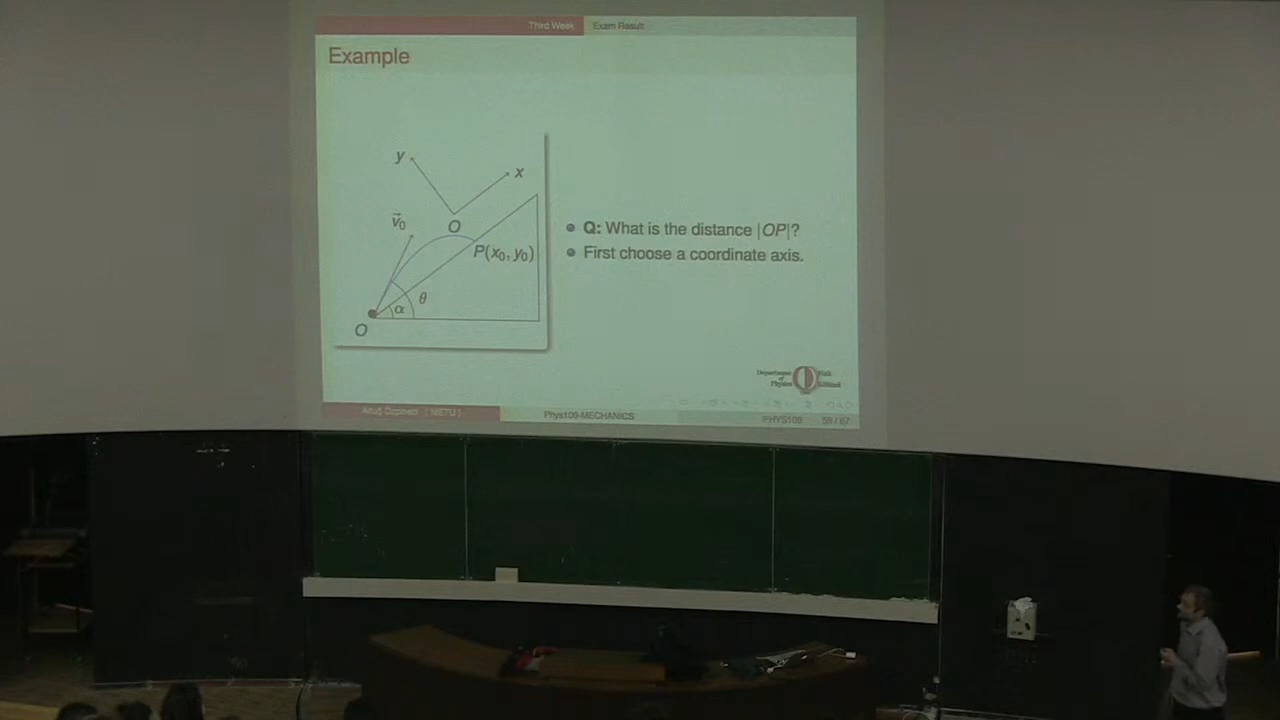 Third Week
Exam Result
Example
y
x
O
v⃗₀
P(x₀, y₀)
θ
α
O
Q: What is the distance |OP|?
First choose a coordinate axis.
Department
of
Physics
( METU )
Phys109-MECHANICS
PHYS109
59 / 67